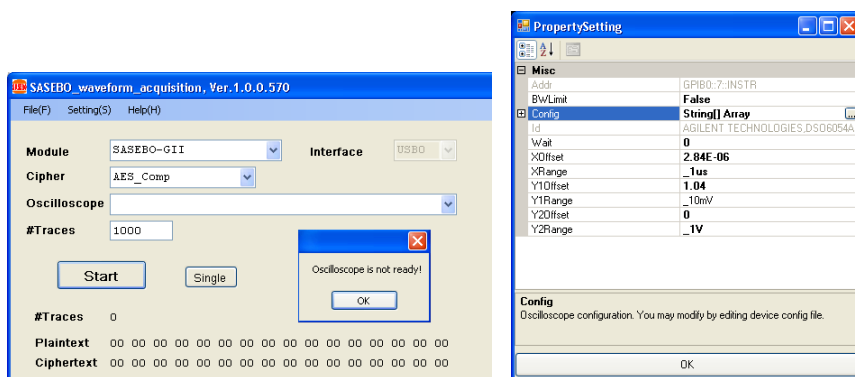 SASEBO_waveform_acquisition, Ver.1.0.0.570
File(F) Setting(S) Help(H)
Module SASEBO-GII Interface USB0
Cipher AES_Comp
Oscilloscope
#Traces 1000
Start Single
Oscilloscope is not ready!
OK
#Traces 0
Plaintext 00 00 00 00 00 00 00 00 00 00 00 00 00 00 00 00
Ciphertext 00 00 00 00 00 00 00 00 00 00 00 00 00 00 00 00
PropertySetting
Misc
Addr GPIB0::7::INSTR
BWLimit False
Config String[] Array ...
Id AGILENT TECHNOLOGIES,DSO6054A
Wait 0
XOffset 2.84E-06
XRange _1us
Y1Offset 1.04
Y1Range _10mV
Y2Offset 0
Y2Range _1V
Config
Oscilloscope configuration. You may modify by editing device config file.
OK